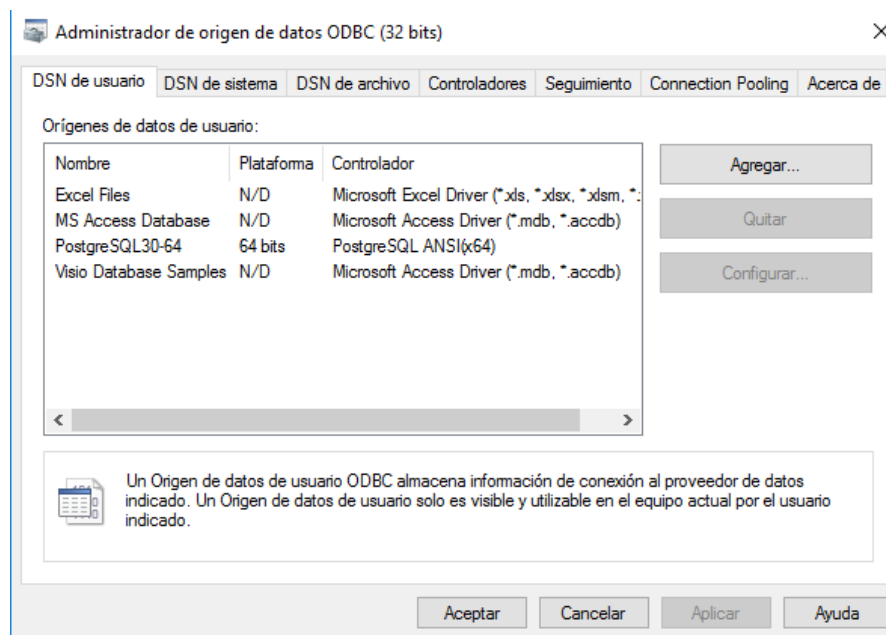 Administrador de origen de datos ODBC (32 bits)
DSN de usuario DSN de sistema DSN de archivo Controladores Seguimiento Connection Pooling Acerca de
Orígenes de datos de usuario:
Nombre Plataforma Controlador
Excel Files N/D Microsoft Excel Driver (*.xls, *.xlsx, *.xlsm, *.
MS Access Database N/D Microsoft Access Driver (*.mdb, *.accdb)
PostgreSQL30-64 64 bits PostgreSQL ANSI(x64)
Visio Database Samples N/D Microsoft Access Driver (*.mdb, *.accdb)
Agregar...
Quitar
Configurar...
Un Origen de datos de usuario ODBC almacena información de conexión al proveedor de datos
indicado. Un Origen de datos de usuario solo es visible y utilizable en el equipo actual por el usuario
indicado.
Aceptar Cancelar Aplicar Ayuda